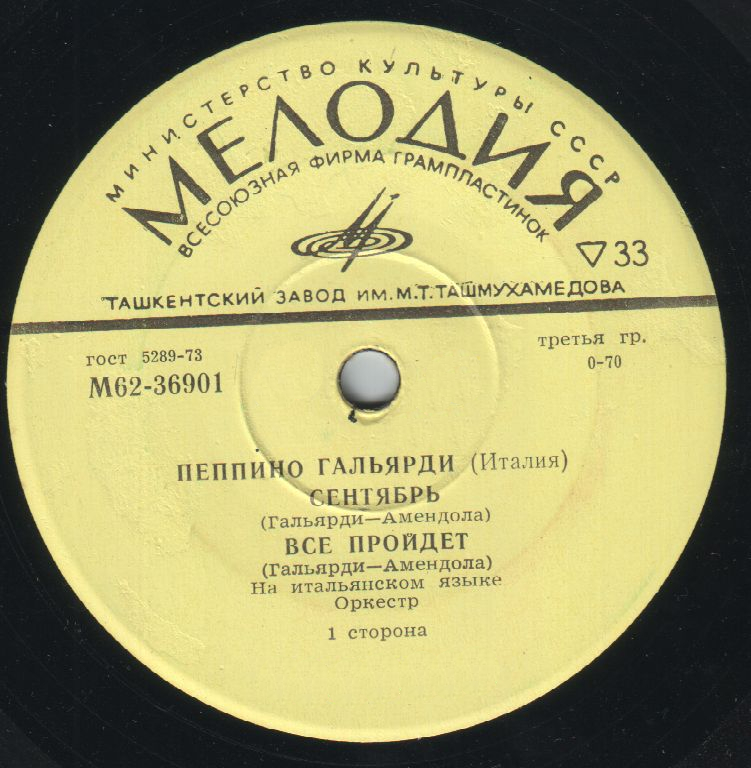 МИНИСТЕРСТВО КУЛЬТУРЫ СССР
МЕЛОДИЯ
ВСЕСОЮЗНАЯ ФИРМА ГРАМПЛАСТИНОК
33
ТАШКЕНТСКИЙ ЗАВОД ИМ. М.Т. ТАШМУХАМЕДОВА
гост 5289-73
третья гр.
М62-36901
0-70
ПЕППИНО ГАЛЬЯРДИ (Италия)
СЕНТЯБРЬ
(Гальярди—Амендола)
ВСЕ ПРОЙДЕТ
(Гальярди—Амендола)
На итальянском языке
Оркестр
1 сторона